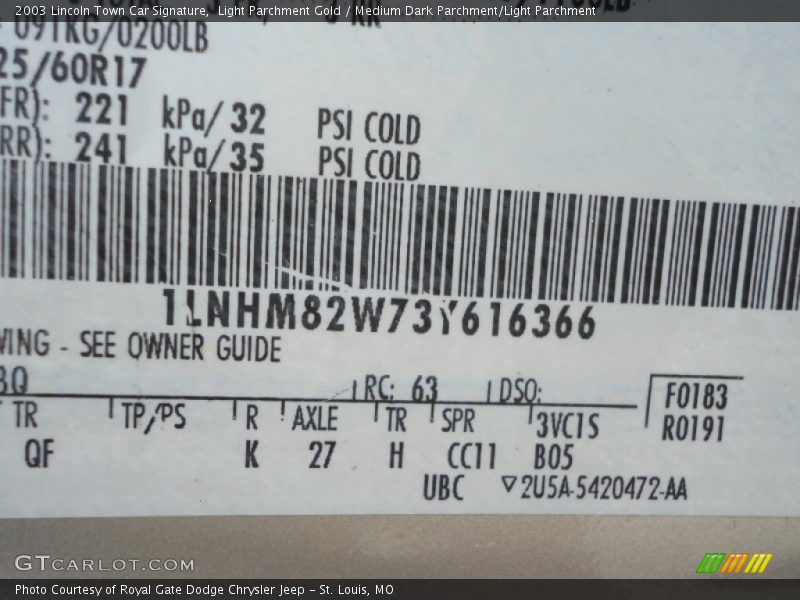 2003 Lincoln Town Car Signature,  Light Parchment Gold / Medium Dark Parchment/Light Parchment
091KG/0200LB
25/60R17
FR): 221 kPa/ 32 PSI COLD
RR): 241 kPa/ 35 PSI COLD
1LNHM82W73Y616366
WING - SEE OWNER GUIDE
RC: 63 DSO:
F0183
R0191
TR TP/PS R AXLE TR SPR 3VC1S
QF K 27 H CC11 B05
UBC ▽2U5A-5420472-AA
GTCARLOT.COM
Photo Courtesy of Royal Gate Dodge Chrysler Jeep – St. Louis, MO